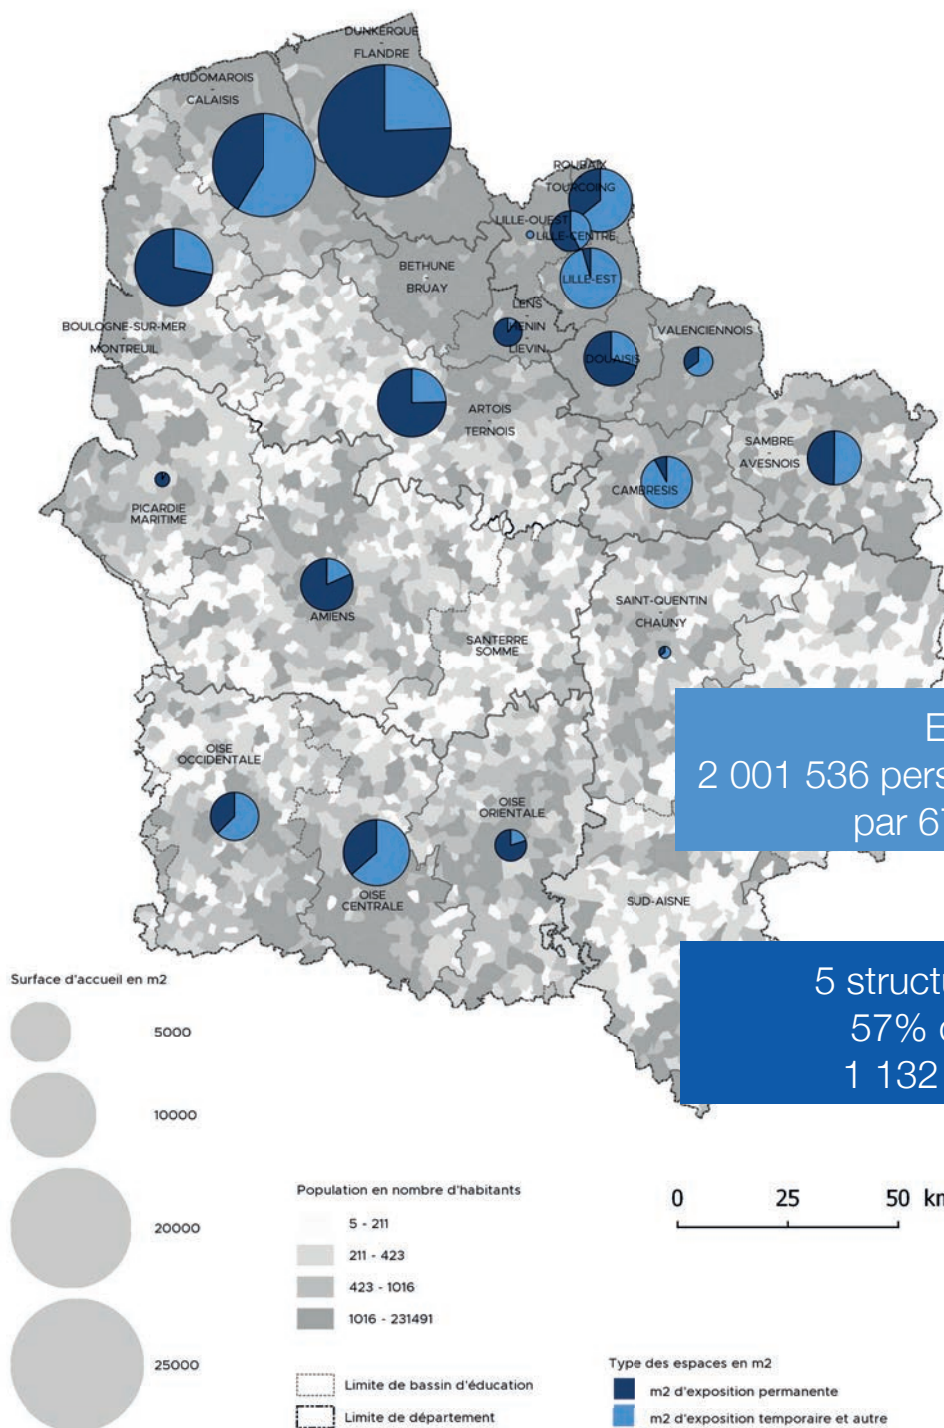 DUNKERQUE
-
FLANDRE
AUDOMAROIS
-
CALAISIS
ROUBAIX
TOURCOING
LILLE-OUEST
LILLE-CENTRE
LILLE-EST
BETHUNE
-
BRUAY
LENS
-
HENIN
-
LIEVIN
BOULOGNE-SUR-MER
-
MONTREUIL
VALENCIENNOIS
DOUAISIS
ARTOIS
-
TERNOIS
SAMBRE
-
AVESNOIS
CAMBRESIS
PICARDIE
MARITIME
AMIENS
SANTERRE
SOMME
SAINT-QUENTIN
-
CHAUNY
OISE
OCCIDENTALE
OISE
ORIENTALE
OISE
CENTRALE
SUD-AISNE
2 001 536 pers
par 67
5 struct
57%
1 132
Surface d'accueil en m2
5000
10000
20000
25000
Population en nombre d'habitants
5 - 211
211 - 423
423 - 1016
1016 - 231491
Limite de bassin d'éducation
Limite de département
0 25 50 km
Type des espaces en m2
m2 d'exposition permanente
m2 d'exposition temporaire et autre